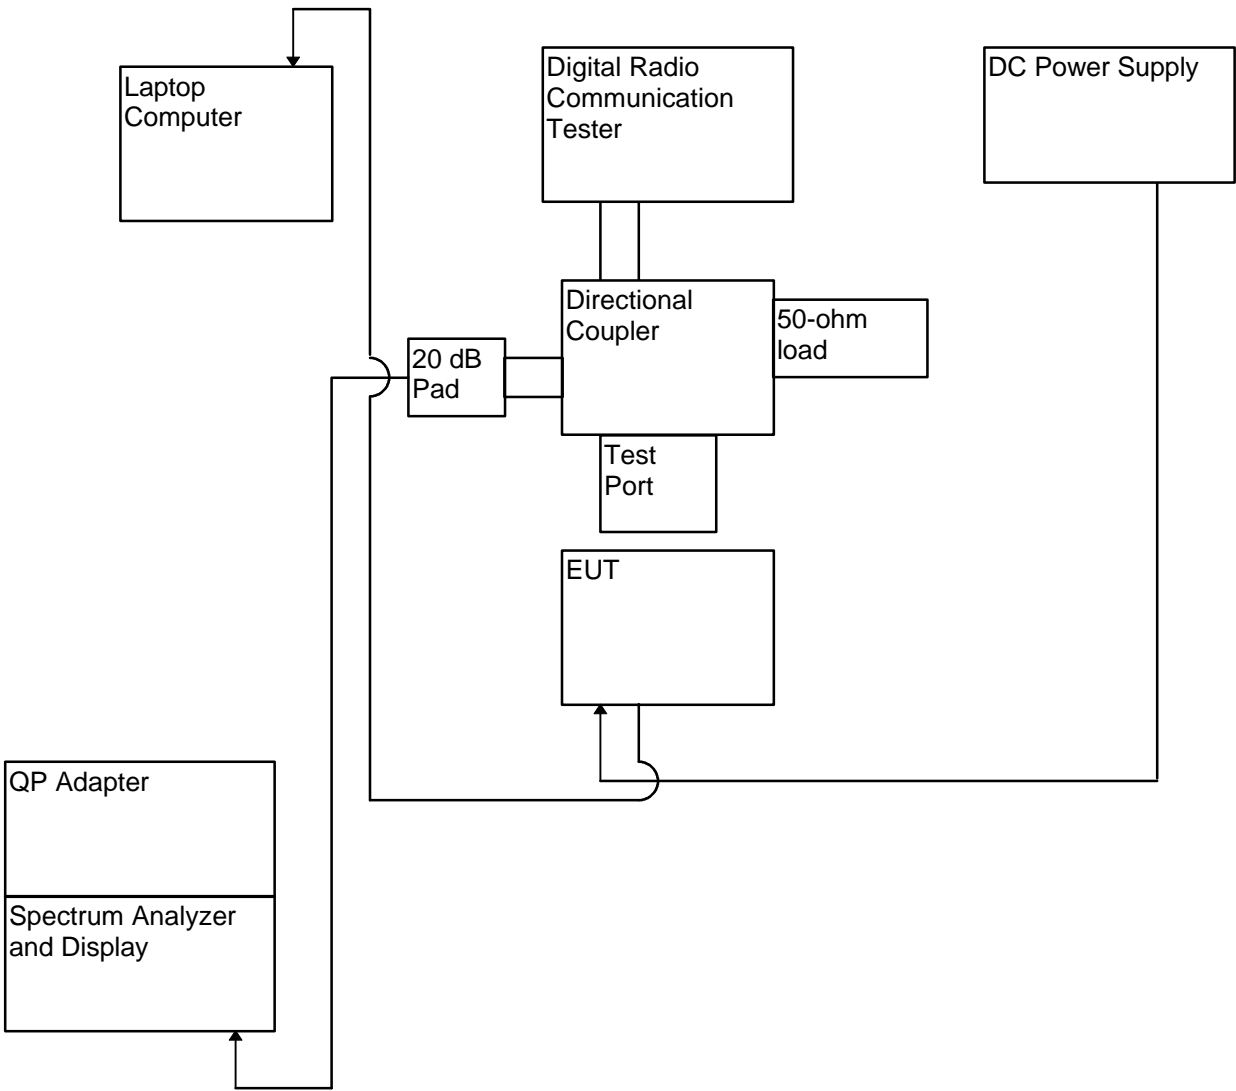 Laptop
Computer
Digital Radio
Communication
Tester
DC Power Supply
Directional
Coupler
50-ohm
load
20 dB
Pad
Test
Port
EUT
QP Adapter
Spectrum Analyzer
and Display